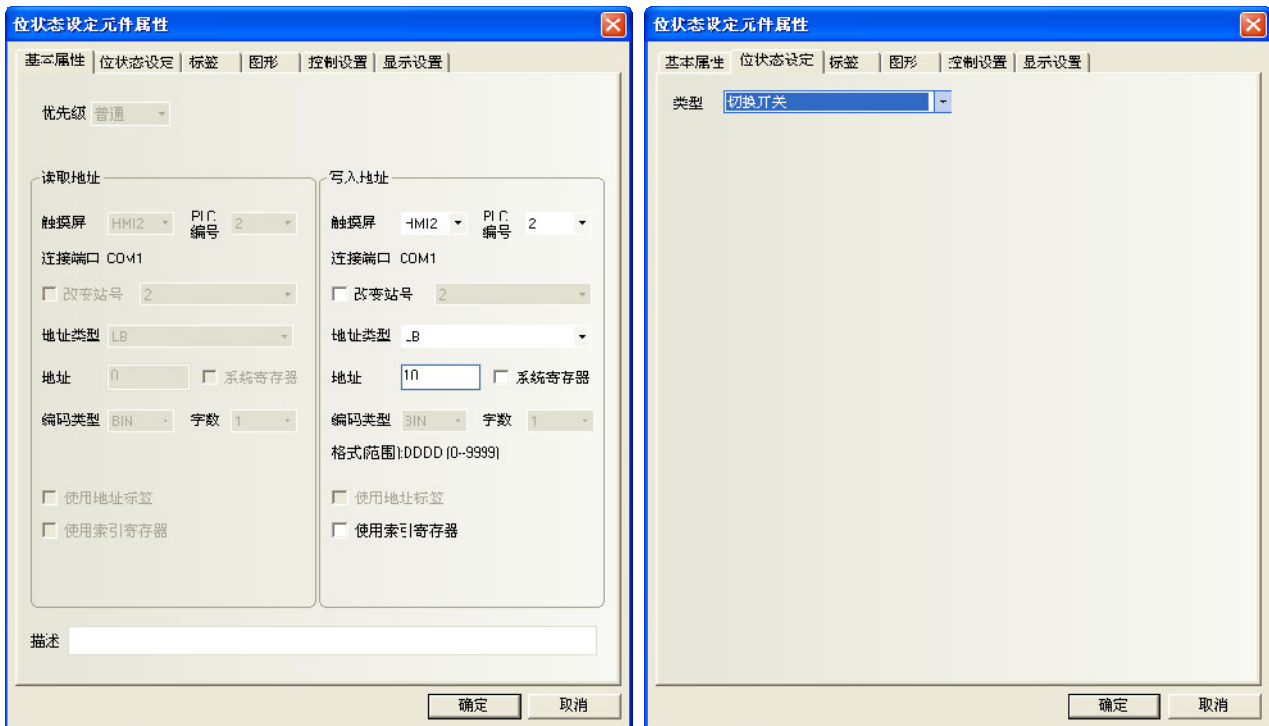 位状态设定元件属性
基本属性 位状态设定 标签 图形 控制设置 显示设置
优先级 普通
读取地址
触摸屏 HMI2 PLC编号 2
连接端口 COM1
改变站号 2
地址类型 LB
地址 0 系统寄存器
编码类型 BIN 字数 1
使用地址标签
使用索引寄存器
写入地址
触摸屏 HMI2 PLC编号 2
连接端口 COM1
改变站号 2
地址类型 LB
地址 10 系统寄存器
编码类型 BIN 字数 1
格式(范围):DDDD (0--9999)
使用地址标签
使用索引寄存器
描述
确定 取消
位状态设定元件属性
基本属性 位状态设定 标签 图形 控制设置 显示设置
类型 切换开关
确定 取消